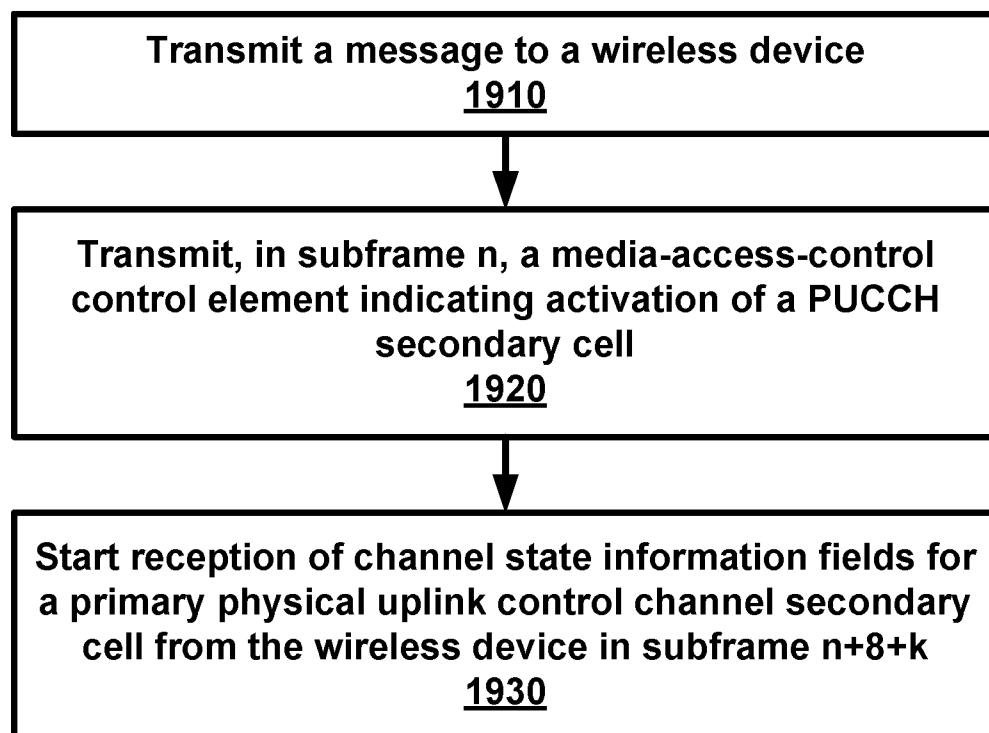 Transmit a message to a wireless device
1910
Transmit, in subframe n, a media-access-control
control element indicating activation of a PUCCH
secondary cell
1920
Start reception of channel state information fields for
a primary physical uplink control channel secondary
cell from the wireless device in subframe n+8+k
1930